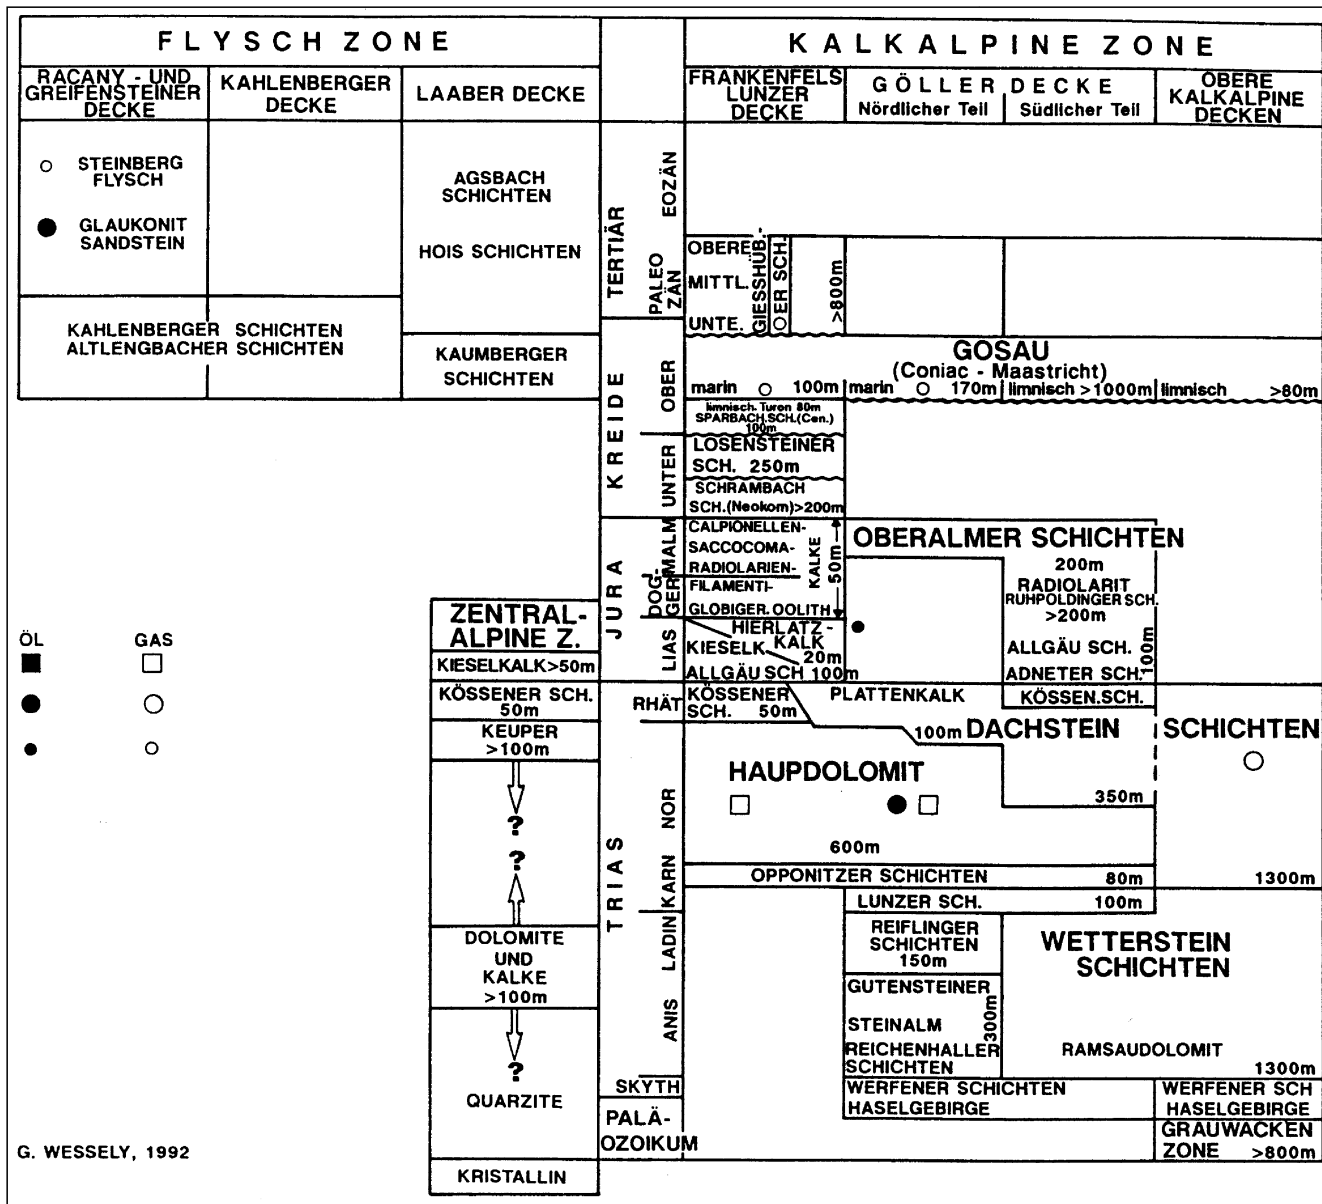 FLYSCH ZONE
KALKALPINE ZONE
RACANY - UND
GREIFENSTEINER
DECKE
KAHLENBERGER
DECKE
LAABER DECKE
FRANKENFELS
LUNZER
DECKE
GÖLLER DECKE
Nördlicher Teil
Südlicher Teil
OBERE
KALKALPINE
DECKEN
STEINBERG
FLYSCH
GLAUKONIT
SANDSTEIN
AGSBACH
SCHICHTEN
HOIS SCHICHTEN
KAHLENBERGER SCHICHTEN
ALTLENGBACHER SCHICHTEN
KAUMBERGER
SCHICHTEN
TERTIÄR
EOZÄN
PALEO
ZÄN
KREIDE
OBER
UNTER
JURA
MALM
DOG-
GER
LIAS
TRIAS
RHÄT
NOR
KARN
LADIN
ANIS
SKYTH
PALÄ-
OZOIKUM
OBERE
MITTL.
UNTE.
GIESSHÜB.-
OER SCH.
>800m
GOSAU
(Coniac - Maastricht)
marin 100m
marin 170m
limnisch >1000m
limnisch >80m
limnisch. Turon 80m
SPARBACH.SCH.(Cen.)
100m
LOSENSTEINER
SCH. 250m
SCHRAMBACH
SCH.(Neokom)>200m
CALPIONELLEN-
SACCOCOMA-
RADIOLARIEN-
FILAMENTI-
GLOBIGER. OOLITH
KALKE
50m
HIERLATZ-
KALK
20m
KIESELK.
ALLGÄU SCH 100m
OBERALMER SCHICHTEN
200m
RADIOLARIT
RUHPOLDINGER SCH.
>200m
ALLGÄU SCH.
ADNETER SCH.
100m
KÖSSENER
SCH. 50m
PLATTENKALK
KÖSSEN.SCH.
100m
DACHSTEIN SCHICHTEN
HAUPDOLOMIT
350m
600m
OPPONITZER SCHICHTEN 80m
1300m
LUNZER SCH. 100m
REIFLINGER
SCHICHTEN
150m
WETTERSTEIN
SCHICHTEN
GUTENSTEINER
STEINALM
REICHENHALLER
SCHICHTEN
300m
RAMSAUDOLOMIT
1300m
WERFENER SCHICHTEN
HASELGEBIRGE
WERFENER SCH
HASELGEBIRGE
GRAUWACKEN
ZONE >800m
ZENTRAL-
ALPINE Z.
KIESELKALK>50m
KÖSSENER SCH.
50m
KEUPER
>100m
?
?
DOLOMITE
UND
KALKE
>100m
?
QUARZITE
KRISTALLIN
ÖL
GAS
G. WESSELY, 1992